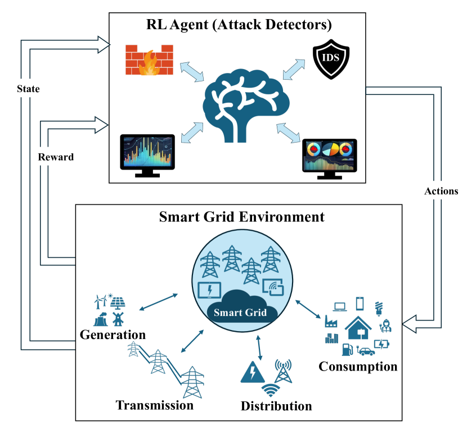 RL Agent (Attack Detectors)
IDS
State
Reward
Actions
Smart Grid Environment
Smart Grid
Generation
Transmission
Distribution
Consumption